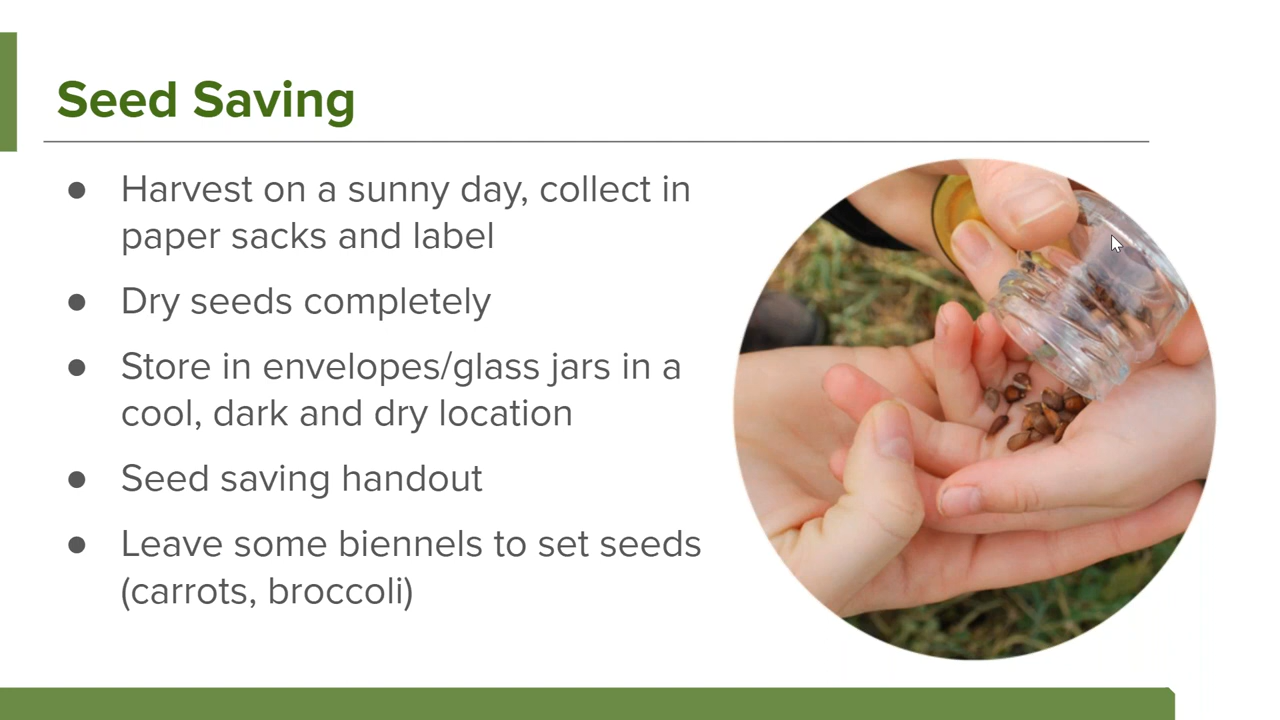 Seed Saving
● Harvest on a sunny day, collect in
paper sacks and label
● Dry seeds completely
● Store in envelopes/glass jars in a
cool, dark and dry location
● Seed saving handout
● Leave some biennels to set seeds
(carrots, broccoli)